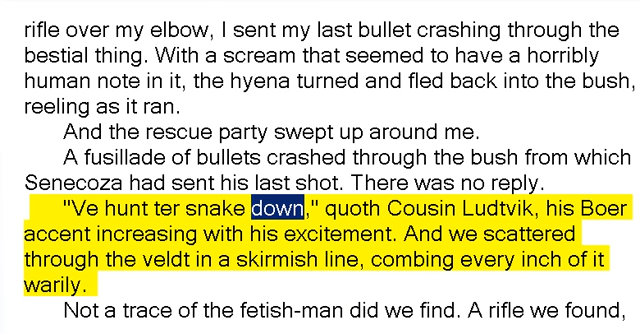 rifle over my elbow, I sent my last bullet crashing through the
bestial thing. With a scream that seemed to have a horribly
human note in it, the hyena turned and fled back into the bush,
reeling as it ran.
And the rescue party swept up around me.
A fusillade of bullets crashed through the bush from which
Senecoza had sent his last shot. There was no reply.
"Ve hunt ter snake down," quoth Cousin Ludtvik, his Boer
accent increasing with his excitement. And we scattered
through the veldt in a skirmish line, combing every inch of it
warily.
Not a trace of the fetish-man did we find. A rifle we found,